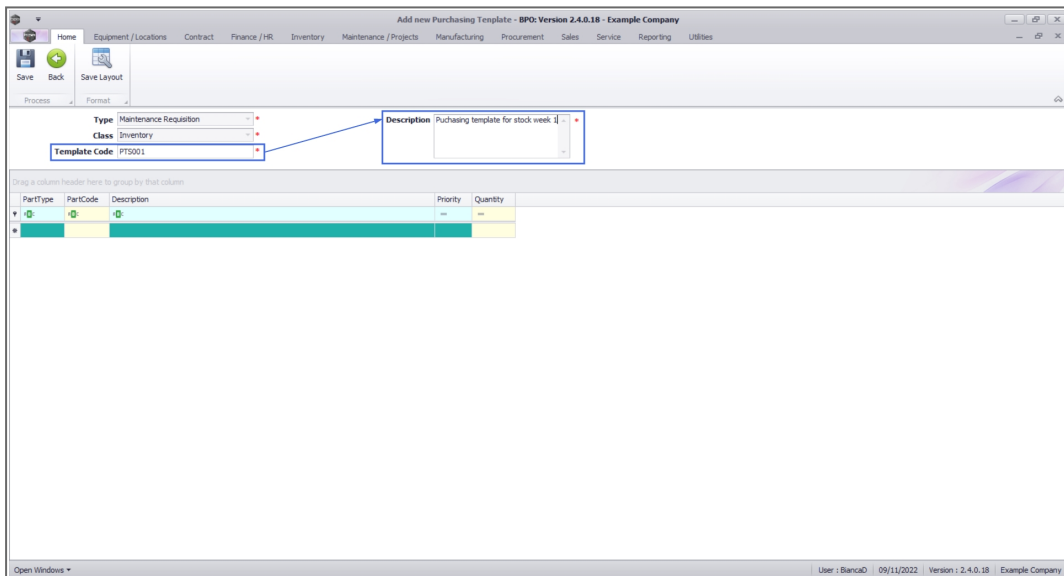 Add new Purchasing Template - BPO: Version 2.4.0.18 - Example Company
Home Equipment / Locations Contract Finance / HR Inventory Maintenance / Projects Manufacturing Procurement Sales Service Reporting Utilities
Save Back Save Layout
Process Format
Type Maintenance Requisition * Description Puchasing template for stock week 1 *
Class Inventory *
Template Code PTS001 *
Drag a column header here to group by that column
PartType PartCode Description Priority Quantity
Open Windows User : BiancaD 09/11/2022 Version : 2.4.0.18 Example Company